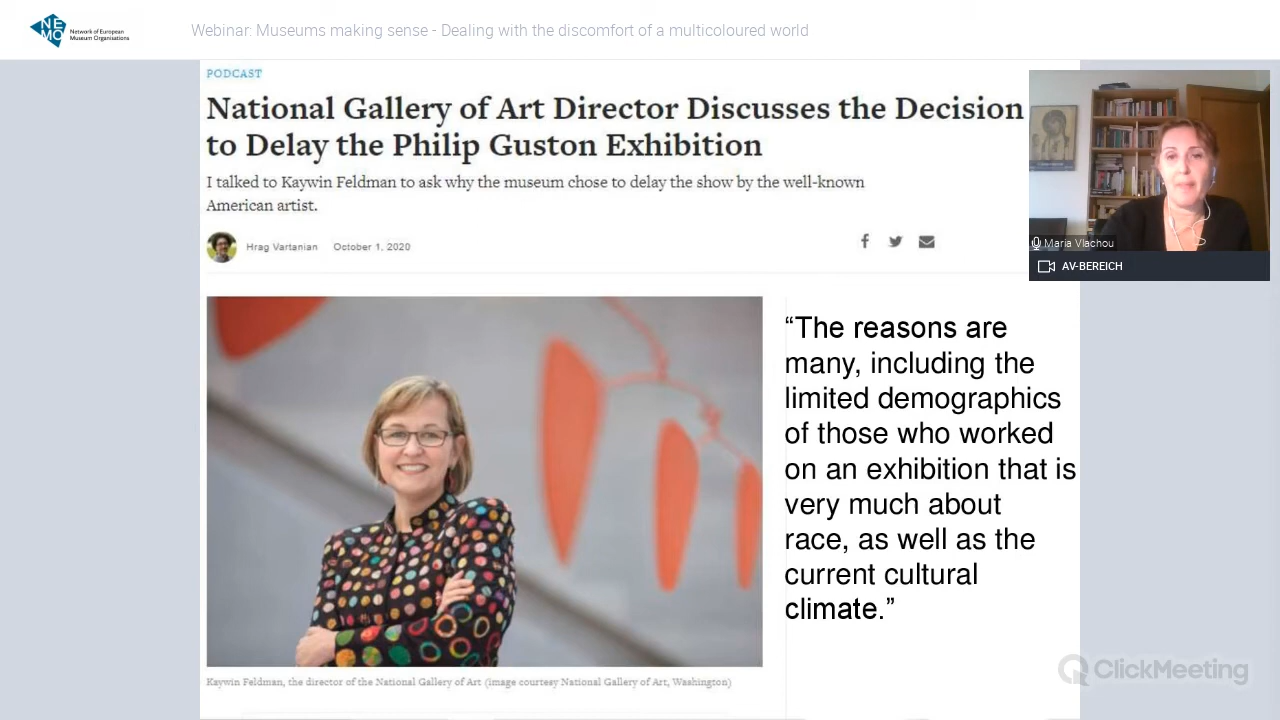 NE
MO
Network of European
Museum Organisations
Webinar: Museums making sense - Dealing with the discomfort of a multicoloured world
PODCAST
National Gallery of Art Director Discusses the Decision
to Delay the Philip Guston Exhibition
I talked to Kaywin Feldman to ask why the museum chose to delay the show by the well-known
American artist.
Hrag Vartanian October 1, 2020
Maria Vlachou
AV-BEREICH
“The reasons are
many, including the
limited demographics
of those who worked
on an exhibition that is
very much about
race, as well as the
current cultural
climate.”
Kaywin Feldman, the director of the National Gallery of Art (image courtesy National Gallery of Art, Washington)
ClickMeeting